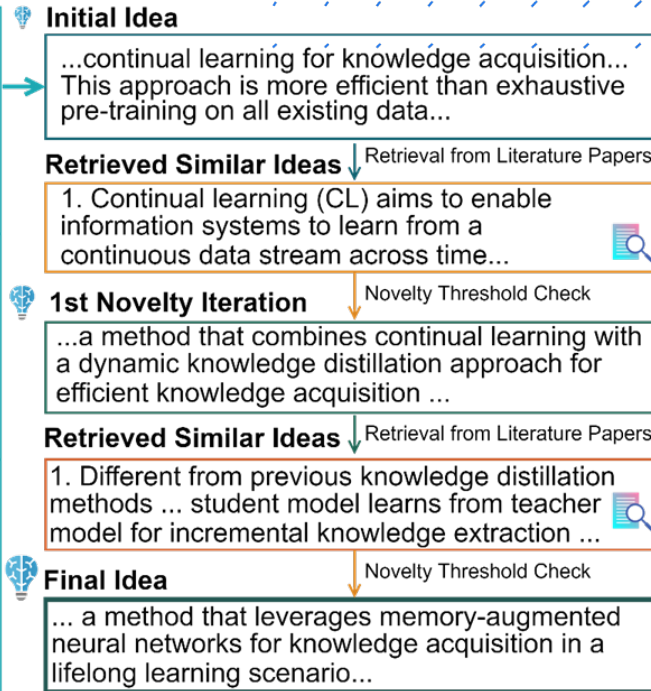 Initial Idea
...continual learning for knowledge acquisition...
This approach is more efficient than exhaustive
pre-training on all existing data...
Retrieved Similar Ideas
Retrieval from Literature Papers
1. Continual learning (CL) aims to enable
information systems to learn from a
continuous data stream across time...
1st Novelty Iteration
Novelty Threshold Check
...a method that combines continual learning with
a dynamic knowledge distillation approach for
efficient knowledge acquisition ...
Retrieved Similar Ideas
Retrieval from Literature Papers
1. Different from previous knowledge distillation
methods ... student model learns from teacher
model for incremental knowledge extraction ...
Final Idea
Novelty Threshold Check
... a method that leverages memory-augmented
neural networks for knowledge acquisition in a
lifelong learning scenario...